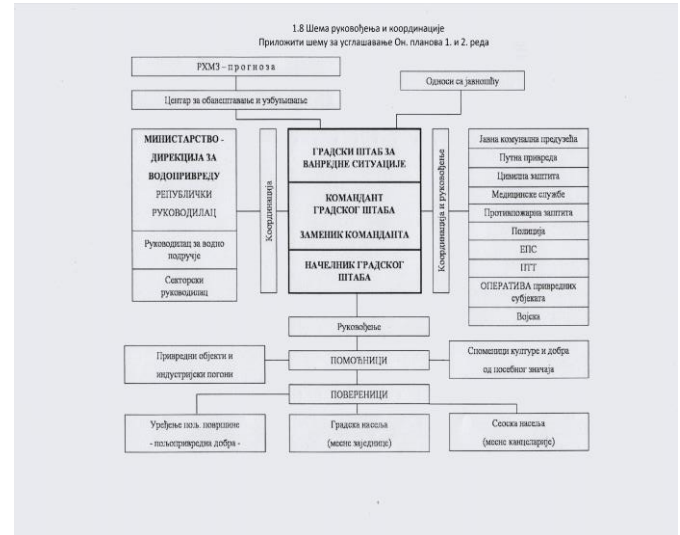 1.8 Шема руковођења и координације
Приложити шему за усглашавање Оп. планова 1. и 2. реда
РХМЗ – прогноза
Односи са јавношћу
Центар за обавештавање и узбуњивање
МИНИСТАРСТВО -
ДИРЕКЦИЈА ЗА
ВОДОПРИВРЕДУ
РЕПУБЛИЧКИ
РУКОВОДИЛАЦ
Руководилац за водно
подручје
Секторски
руководилац
Координација
ГРАДСКИ ШТАБ ЗА
ВАНРЕДНЕ СИТУАЦИЈЕ
КОМАНДАНТ
ГРАДСКОГ ШТАБА
ЗАМЕНИК КОМАНДАНТА
НАЧЕЛНИК ГРАДСКОГ
ШТАБА
Координација и руковођење
Јавна комунална предузећа
Путна привреда
Цивилна заштита
Медицинске службе
Противпожарна заштита
Полиција
ЕПС
ПТТ
ОПЕРАТИВА привредних
субјеката
Војска
Руковођење
Привредни објекти и
индустријски погони
ПОМОЋНИЦИ
Споменици културе и добра
од посебног значаја
ПОВЕРЕНИЦИ
Уређење пољ. површине
- пољопривредна добра -
Градска насеља
(месне заједнице)
Сеоска насеља
(месне канцеларије)